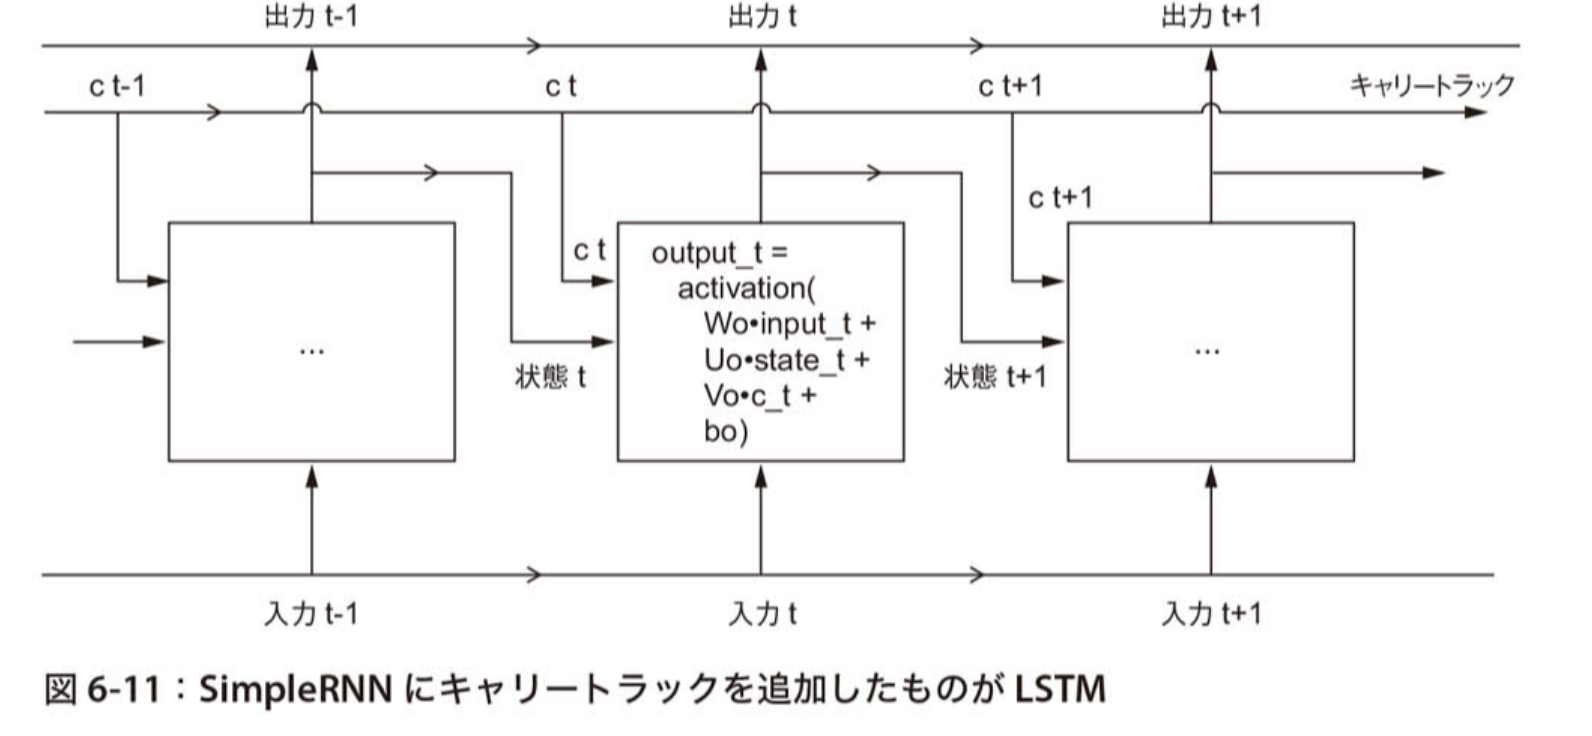 出力 t-1
出力 t
出力 t+1
c t-1
c t
c t+1
キャリートラック
c t+1
c t
output_t =
activation(
Wo•input_t +
Uo•state_t +
Vo•c_t +
bo)
...
...
状態 t
状態 t+1
入力 t-1
入力 t
入力 t+1
図 6-11：SimpleRNN にキャリートラックを追加したものが LSTM